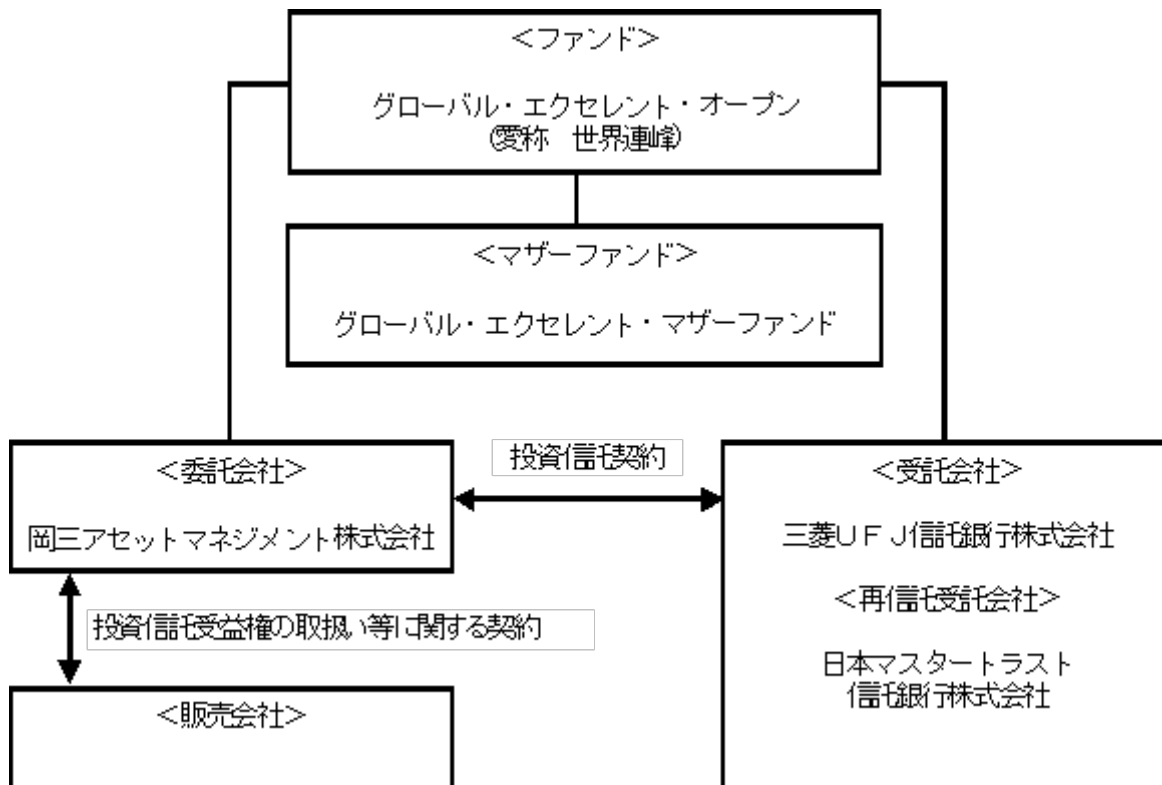 <ファンド>
グローバル・エクセレント・オープン
(愛称　世界連峰)
<マザーファンド>
グローバル・エクセレント・マザーファンド
<委託会社>
岡三アセットマネジメント株式会社
投資信託契約
<受託会社>
三菱UFJ信託銀行株式会社
<再信託受託会社>
日本マスタートラスト
信託銀行株式会社
投資信託受益権の取扱い等に関する契約
<販売会社>